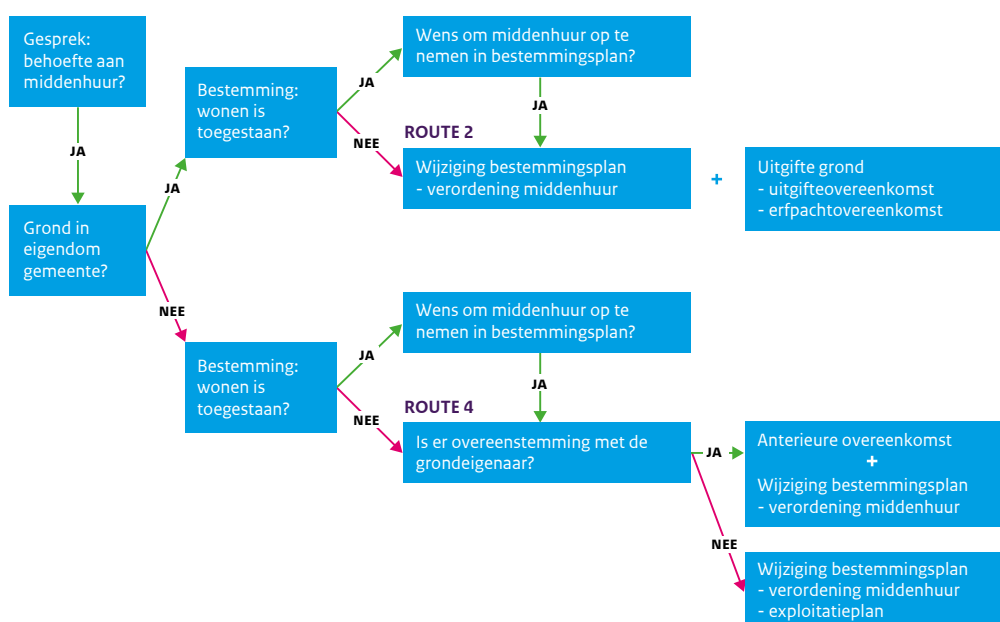 Gesprek:
behoefte aan
middenhuur?
JA
Grond in
eigendom
gemeente?
JA
NEE
Bestemming:
wonen is
toegestaan?
JA
NEE
Wens om middenhuur op te
nemen in bestemmingsplan?
JA
ROUTE 2
Wijziging bestemmingsplan
- verordening middenhuur
+
Uitgifte grond
- uitgifteovereenkomst
- erfpachtovereenkomst
Bestemming:
wonen is
toegestaan?
JA
NEE
Wens om middenhuur op te
nemen in bestemmingsplan?
JA
ROUTE 4
Is er overeenstemming met de
grondeigenaar?
JA
NEE
Anterieure overeenkomst
+
Wijziging bestemmingsplan
- verordening middenhuur
Wijziging bestemmingsplan
- verordening middenhuur
- exploitatieplan